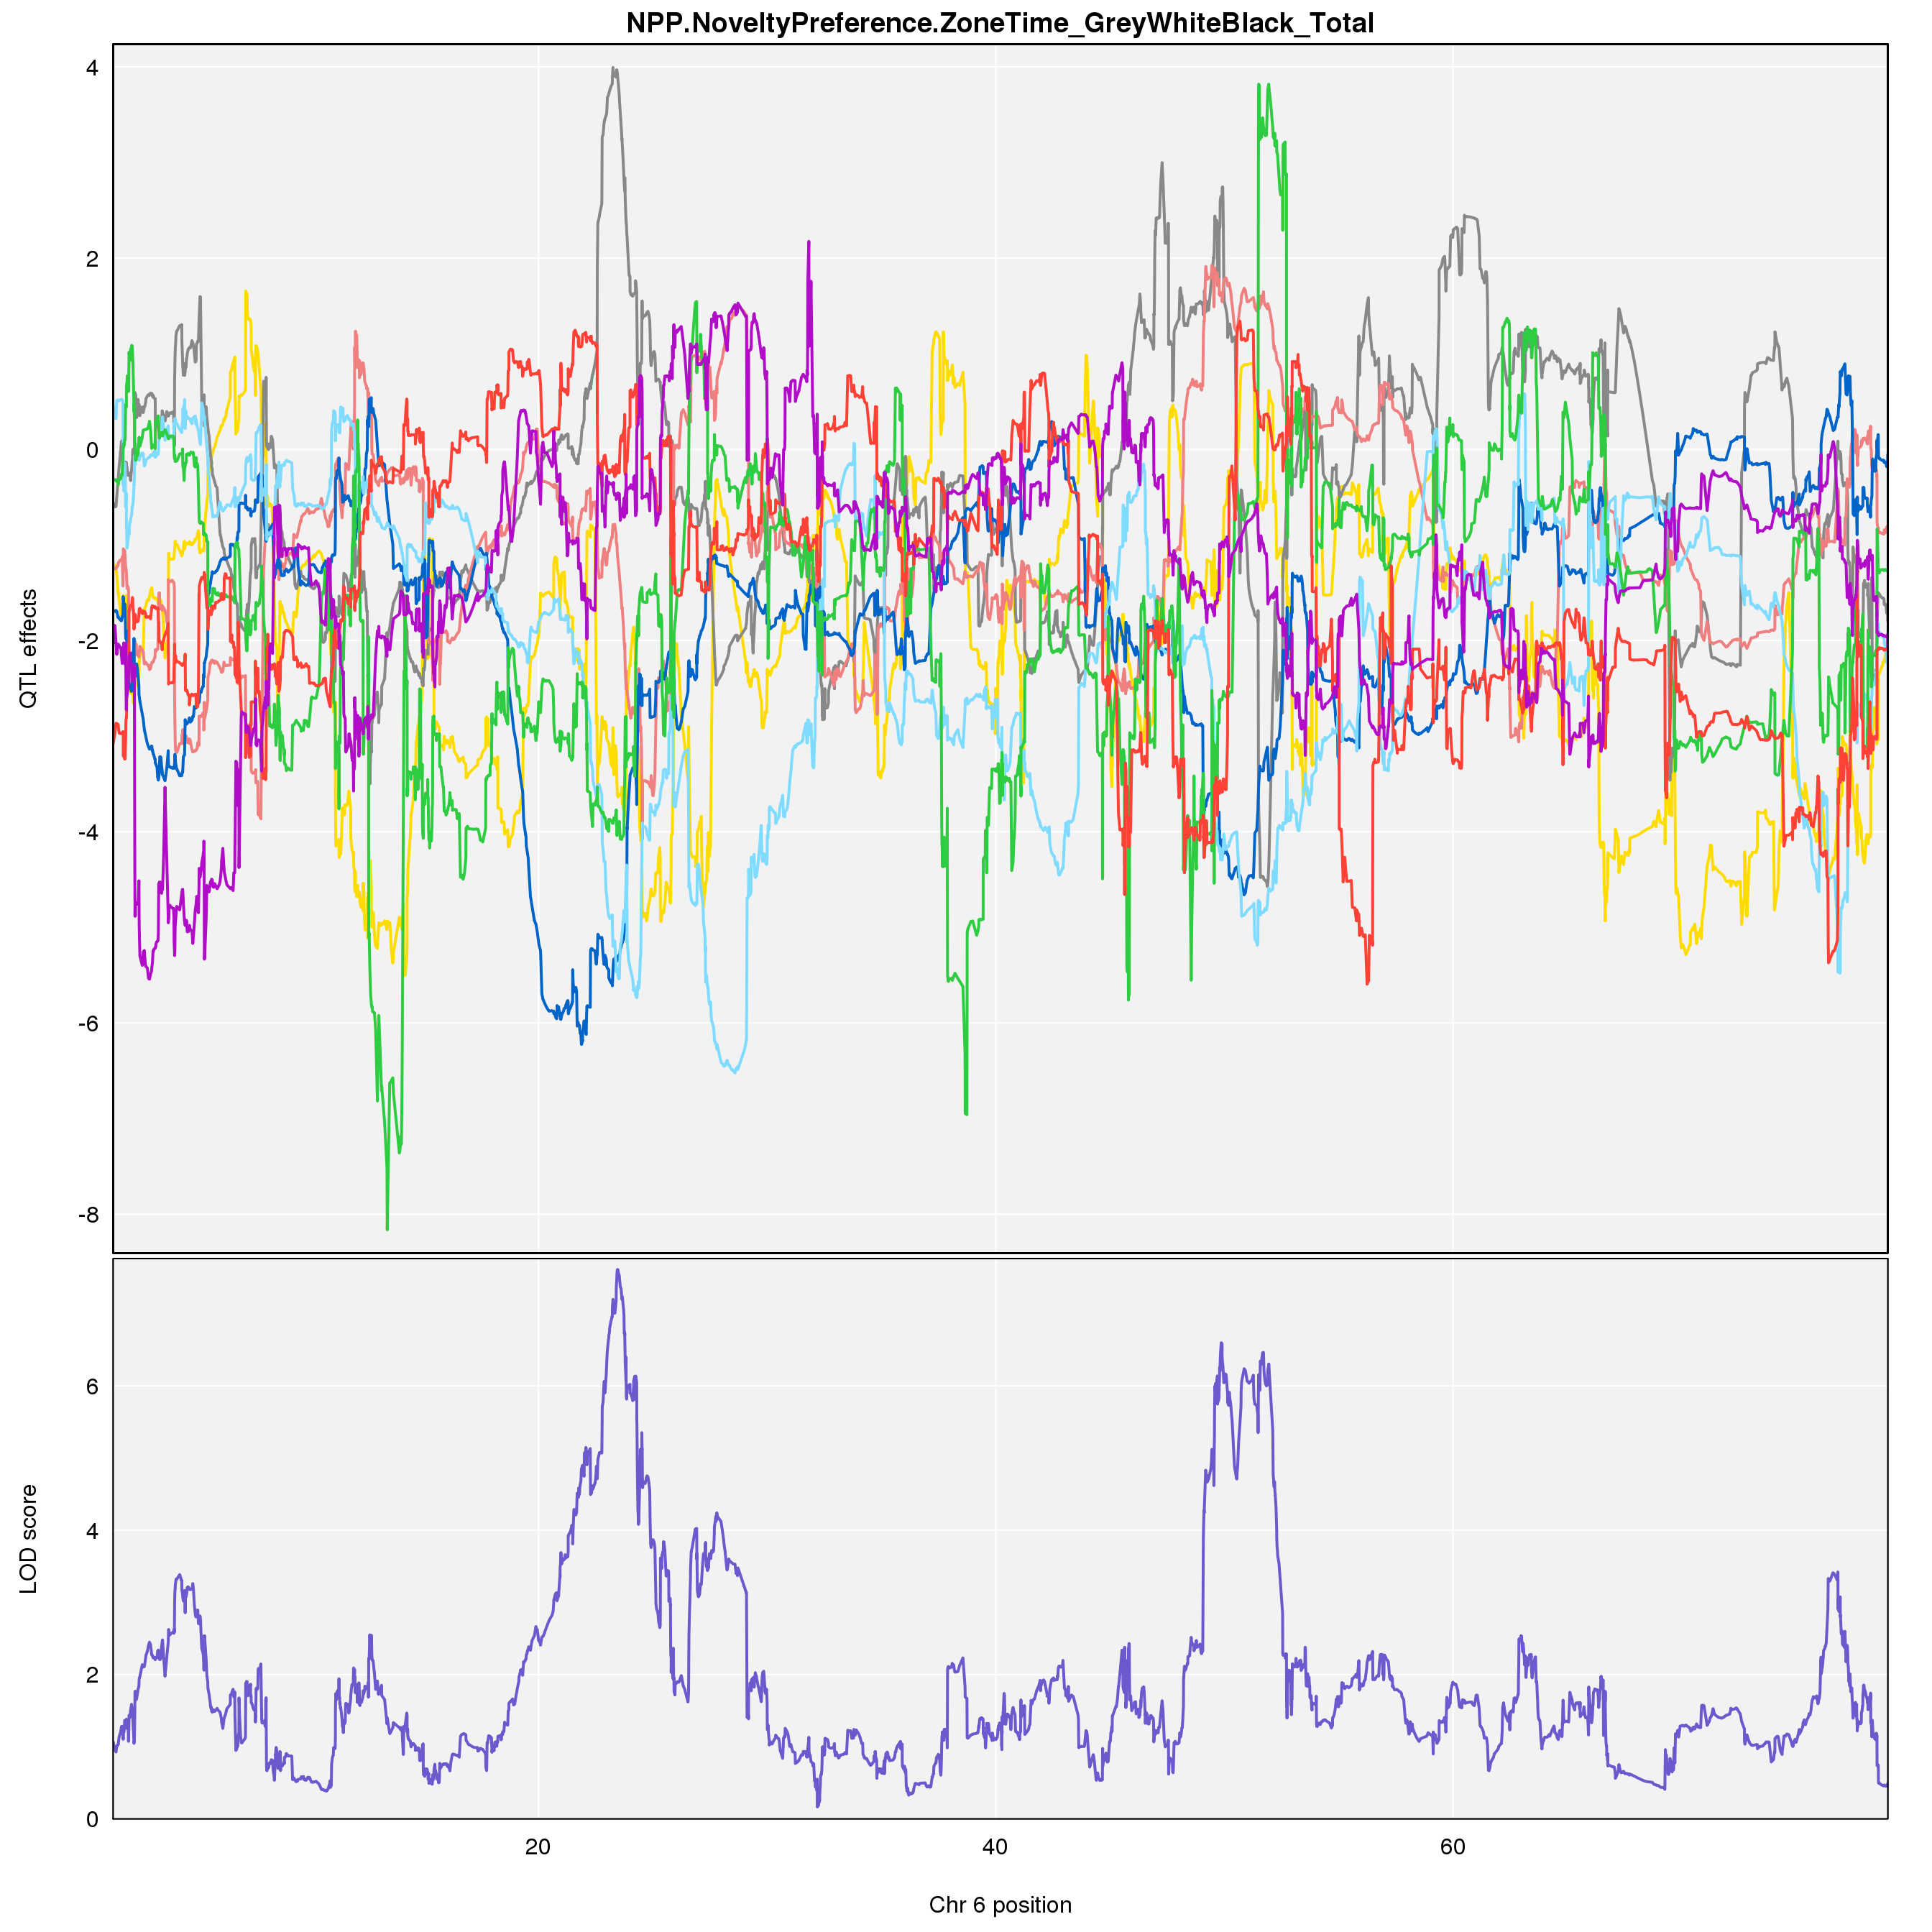 NPP.NoveltyPreference.ZoneTime_GreyWhiteBlack_Total
4
2
0
-2
-4
-6
-8
QTL effects
6
4
2
0
LOD score
20 40 60
Chr 6 position